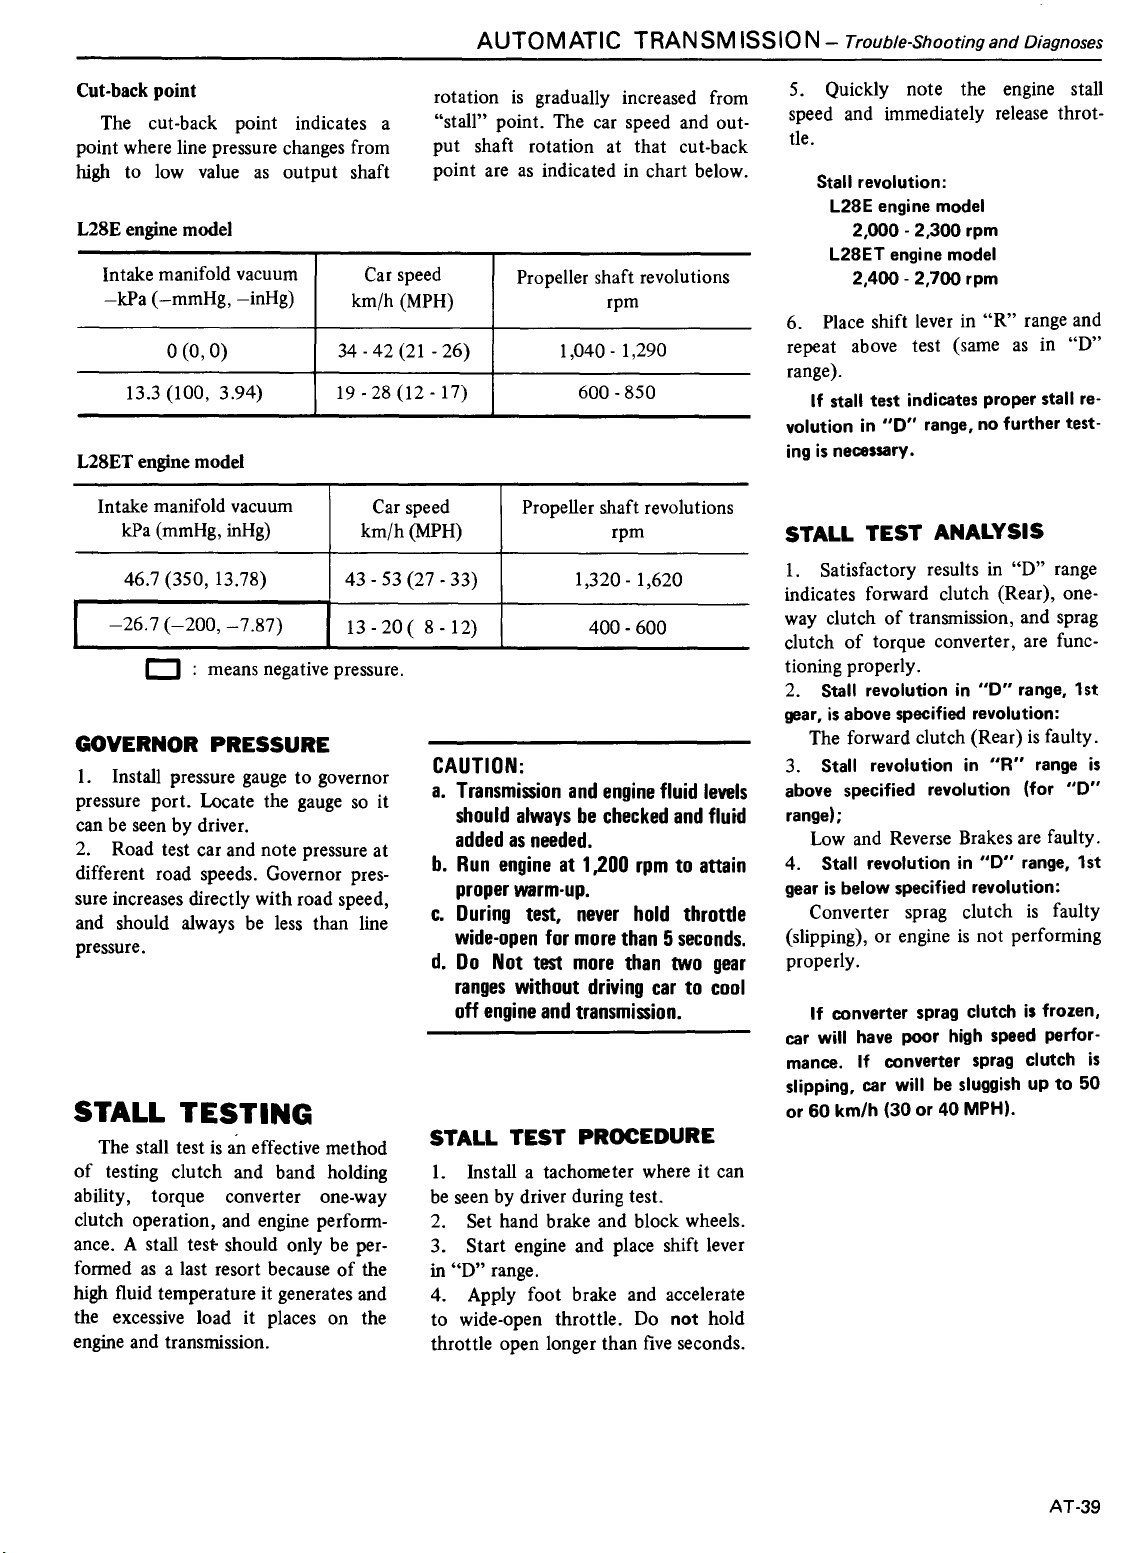 AUTOMATIC TRANSMISSION – Trouble-Shooting and Diagnoses
Cut-back point
The cut-back point indicates a
point where line pressure changes from
high to low value as output shaft
rotation is gradually increased from
“stall” point. The car speed and out-
put shaft rotation at that cut-back
point are as indicated in chart below.
L28E engine model
Intake manifold vacuum
–kPa (–mmHg, –inHg)
Car speed
km/h (MPH)
Propeller shaft revolutions
rpm
0 (0, 0)
34 - 42 (21 - 26)
1,040 - 1,290
13.3 (100, 3.94)
19 - 28 (12 - 17)
600 - 850
L28ET engine model
Intake manifold vacuum
kPa (mmHg, inHg)
Car speed
km/h (MPH)
Propeller shaft revolutions
rpm
46.7 (350, 13.78)
43 - 53 (27 - 33)
1,320 - 1,620
–26.7 (–200, –7.87)
13 - 20 ( 8 - 12)
400 - 600
: means negative pressure.
GOVERNOR PRESSURE
1. Install pressure gauge to governor
pressure port. Locate the gauge so it
can be seen by driver.
2. Road test car and note pressure at
different road speeds. Governor pres-
sure increases directly with road speed,
and should always be less than line
pressure.
STALL TESTING
The stall test is an effective method
of testing clutch and band holding
ability, torque converter one-way
clutch operation, and engine perform-
ance. A stall test should only be per-
formed as a last resort because of the
high fluid temperature it generates and
the excessive load it places on the
engine and transmission.
CAUTION:
a. Transmission and engine fluid levels
should always be checked and fluid
added as needed.
b. Run engine at 1,200 rpm to attain
proper warm-up.
c. During test, never hold throttle
wide-open for more than 5 seconds.
d. Do Not test more than two gear
ranges without driving car to cool
off engine and transmission.
STALL TEST PROCEDURE
1. Install a tachometer where it can
be seen by driver during test.
2. Set hand brake and block wheels.
3. Start engine and place shift lever
in “D” range.
4. Apply foot brake and accelerate
to wide-open throttle. Do not hold
throttle open longer than five seconds.
5. Quickly note the engine stall
speed and immediately release throt-
tle.
Stall revolution:
L28E engine model
2,000 - 2,300 rpm
L28ET engine model
2,400 - 2,700 rpm
6. Place shift lever in “R” range and
repeat above test (same as in “D”
range).
If stall test indicates proper stall re-
volution in "D" range, no further test-
ing is necessary.
STALL TEST ANALYSIS
1. Satisfactory results in “D” range
indicates forward clutch (Rear), one-
way clutch of transmission, and sprag
clutch of torque converter, are func-
tioning properly.
2. Stall revolution in "D" range, 1st
gear, is above specified revolution:
The forward clutch (Rear) is faulty.
3. Stall revolution in "R" range is
above specified revolution (for "D"
range);
Low and Reverse Brakes are faulty.
4. Stall revolution in "D" range, 1st
gear is below specified revolution:
Converter sprag clutch is faulty
(slipping), or engine is not performing
properly.
If converter sprag clutch is frozen,
car will have poor high speed perfor-
mance. If converter sprag clutch is
slipping, car will be sluggish up to 50
or 60 km/h (30 or 40 MPH).
AT-39